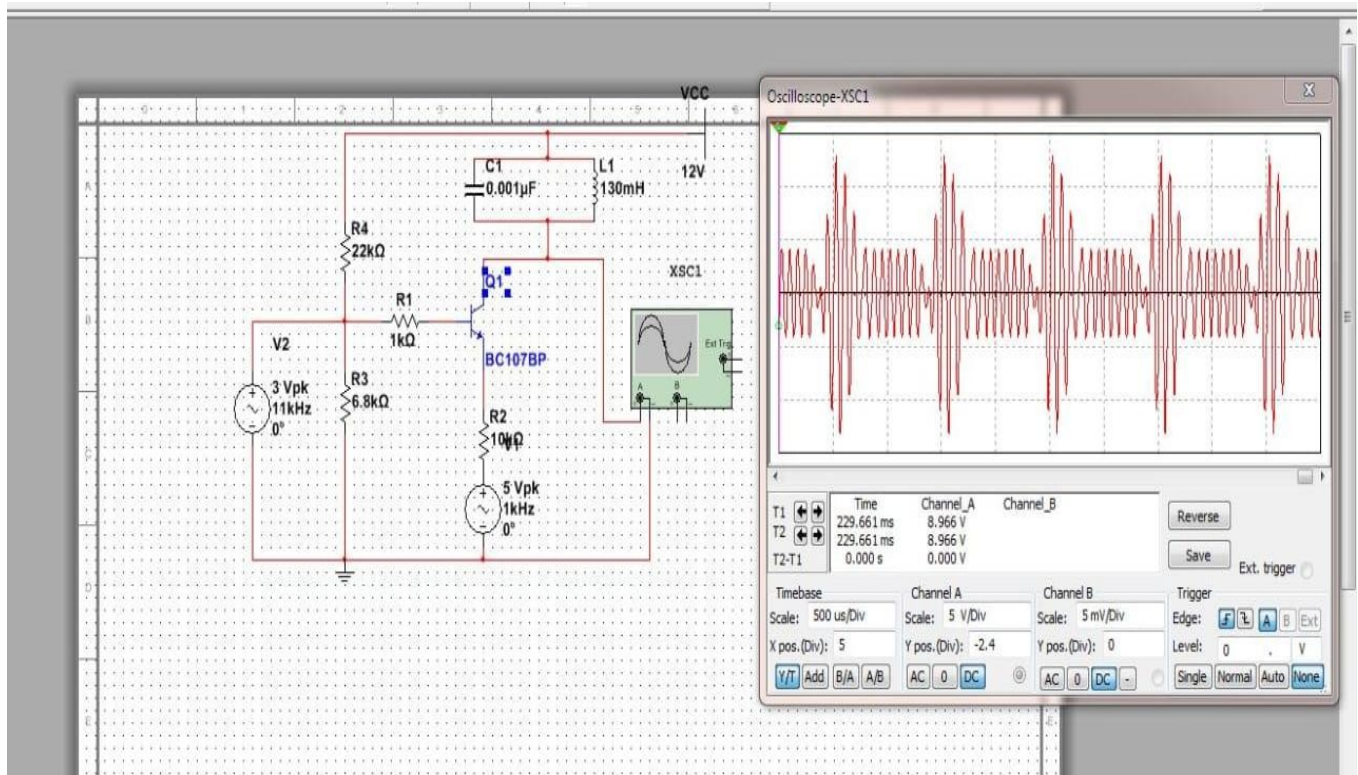 VCC
12V
C1
0.001µF
L1
130mH
R4
22kΩ
Q1
XSC1
R1
1kΩ
BC107BP
Ext Trig
A
B
V2
3 Vpk
11kHz
0°
R3
6.8kΩ
R2
10kΩ
V1
5 Vpk
1kHz
0°
Oscilloscope-XSC1
X
Time Channel_A Channel_B
T1 229.661 ms 8.966 V
T2 229.661 ms 8.966 V
T2-T1 0.000 s 0.000 V
Reverse
Save
Ext. trigger
Timebase
Scale: 500 us/Div
X pos.(Div): 5
Y/T Add B/A A/B
Channel A
Scale: 5 V/Div
Y pos.(Div): -2.4
AC 0 DC
Channel B
Scale: 5 mV/Div
Y pos.(Div): 0
AC 0 DC -
Trigger
Edge: A B Ext
Level: 0 V
Single Normal Auto None